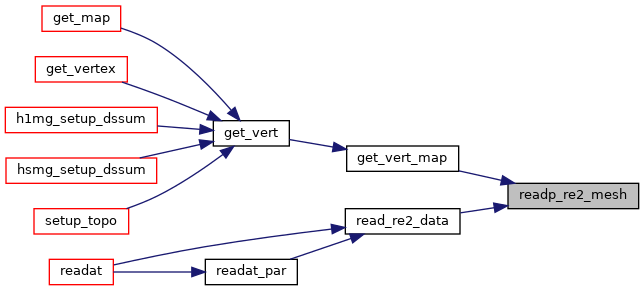 get_map
get_vertex
h1mg_setup_dssum
get_vert
get_vert_map
hsmg_setup_dssum
readp_re2_mesh
setup_topo
read_re2_data
readat
readat_par